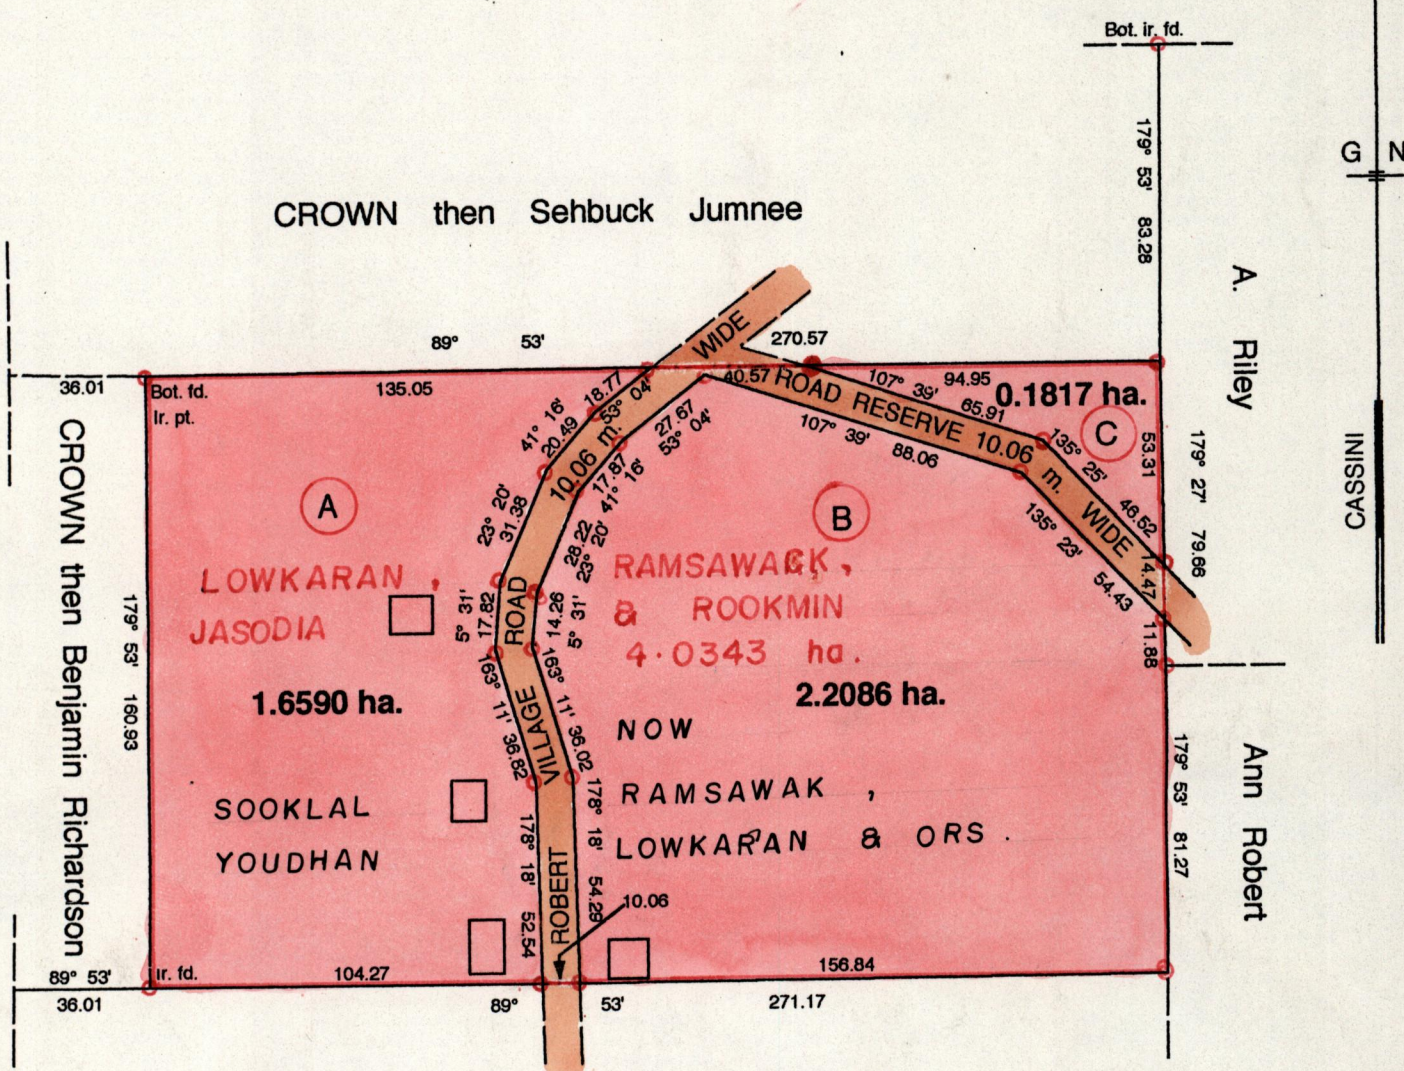 Bot. ir. fd.
G N
179° 53' 83.28
CROWN then Sehbuck Jumnee
A. Riley
CASSINI
WIDE
89° 53'
270.57
36.01
Bot. fd.
Ir. pt.
135.05
18.77
53° 04'
40.57
ROAD RESERVE 10.06 m. WIDE
107° 39' 94.95
65.91
0.1817 ha.
C
41° 16'
20.49
10.06 m.
27.67
53° 04'
17.87
41° 16'
107° 39'
88.06
135° 25'
46.52
53.31
179° 27' 79.66
A
B
23° 20'
31.38
28.22
23° 20'
135° 23'
54.43
14.47
11.88
LOWKARAN ,
JASODIA
RAMSAWACK ,
& ROOKMIN
4.0343 ha.
5° 31'
17.82
ROAD
14.26
5° 31'
CROWN then Benjamin Richardson
179° 53' 160.93
163° 11' 36.82
VILLAGE
163° 11' 36.02
1.6590 ha.
2.2086 ha.
NOW
RAMSAWAK ,
LOWKARAN & ORS .
SOOKLAL
YOUDHAN
178° 18'
52.54
ROBERT
178° 18' 54.29
10.06
179° 53' 81.27
Ann Robert
89° 53'
36.01
Ir. fd.
104.27
156.84
89° 53'
271.17